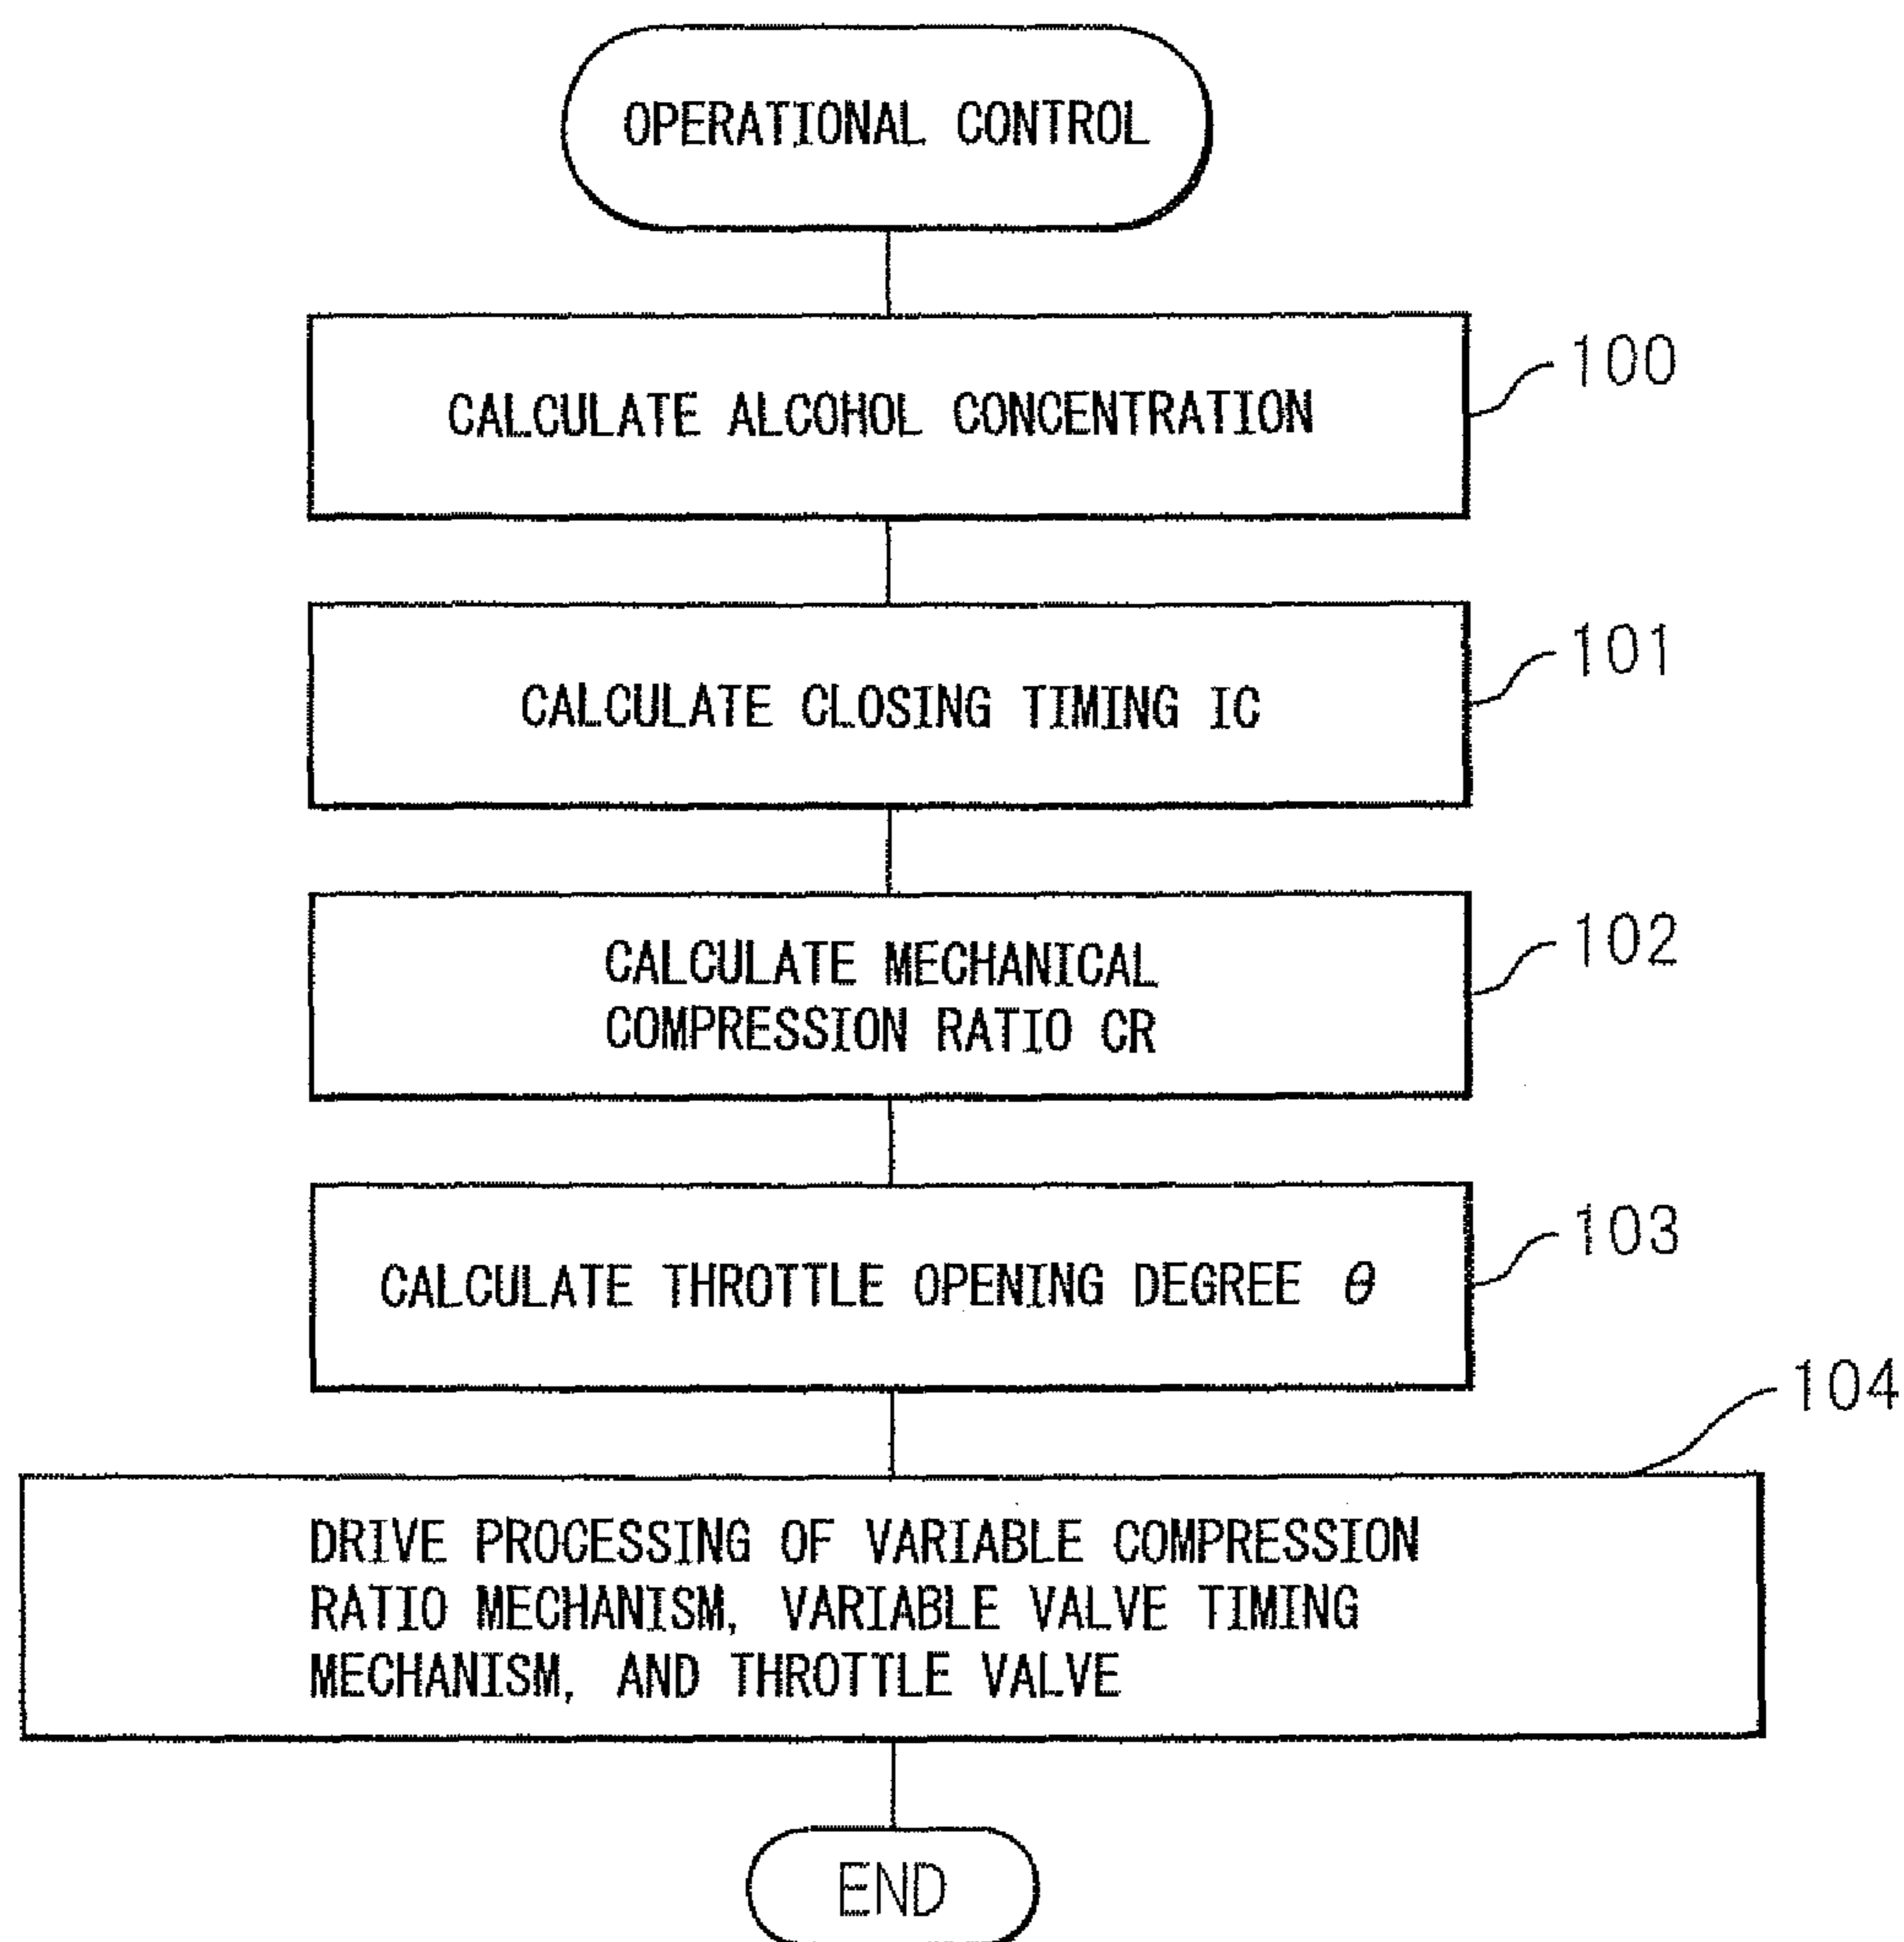 OPERATIONAL CONTROL
CALCULATE ALCOHOL CONCENTRATION
100
CALCULATE CLOSING TIMING IC
101
CALCULATE MECHANICAL
COMPRESSION RATIO CR
102
CALCULATE THROTTLE OPENING DEGREE θ
103
104
DRIVE PROCESSING OF VARIABLE COMPRESSION
RATIO MECHANISM, VARIABLE VALVE TIMING
MECHANISM, AND THROTTLE VALVE
END